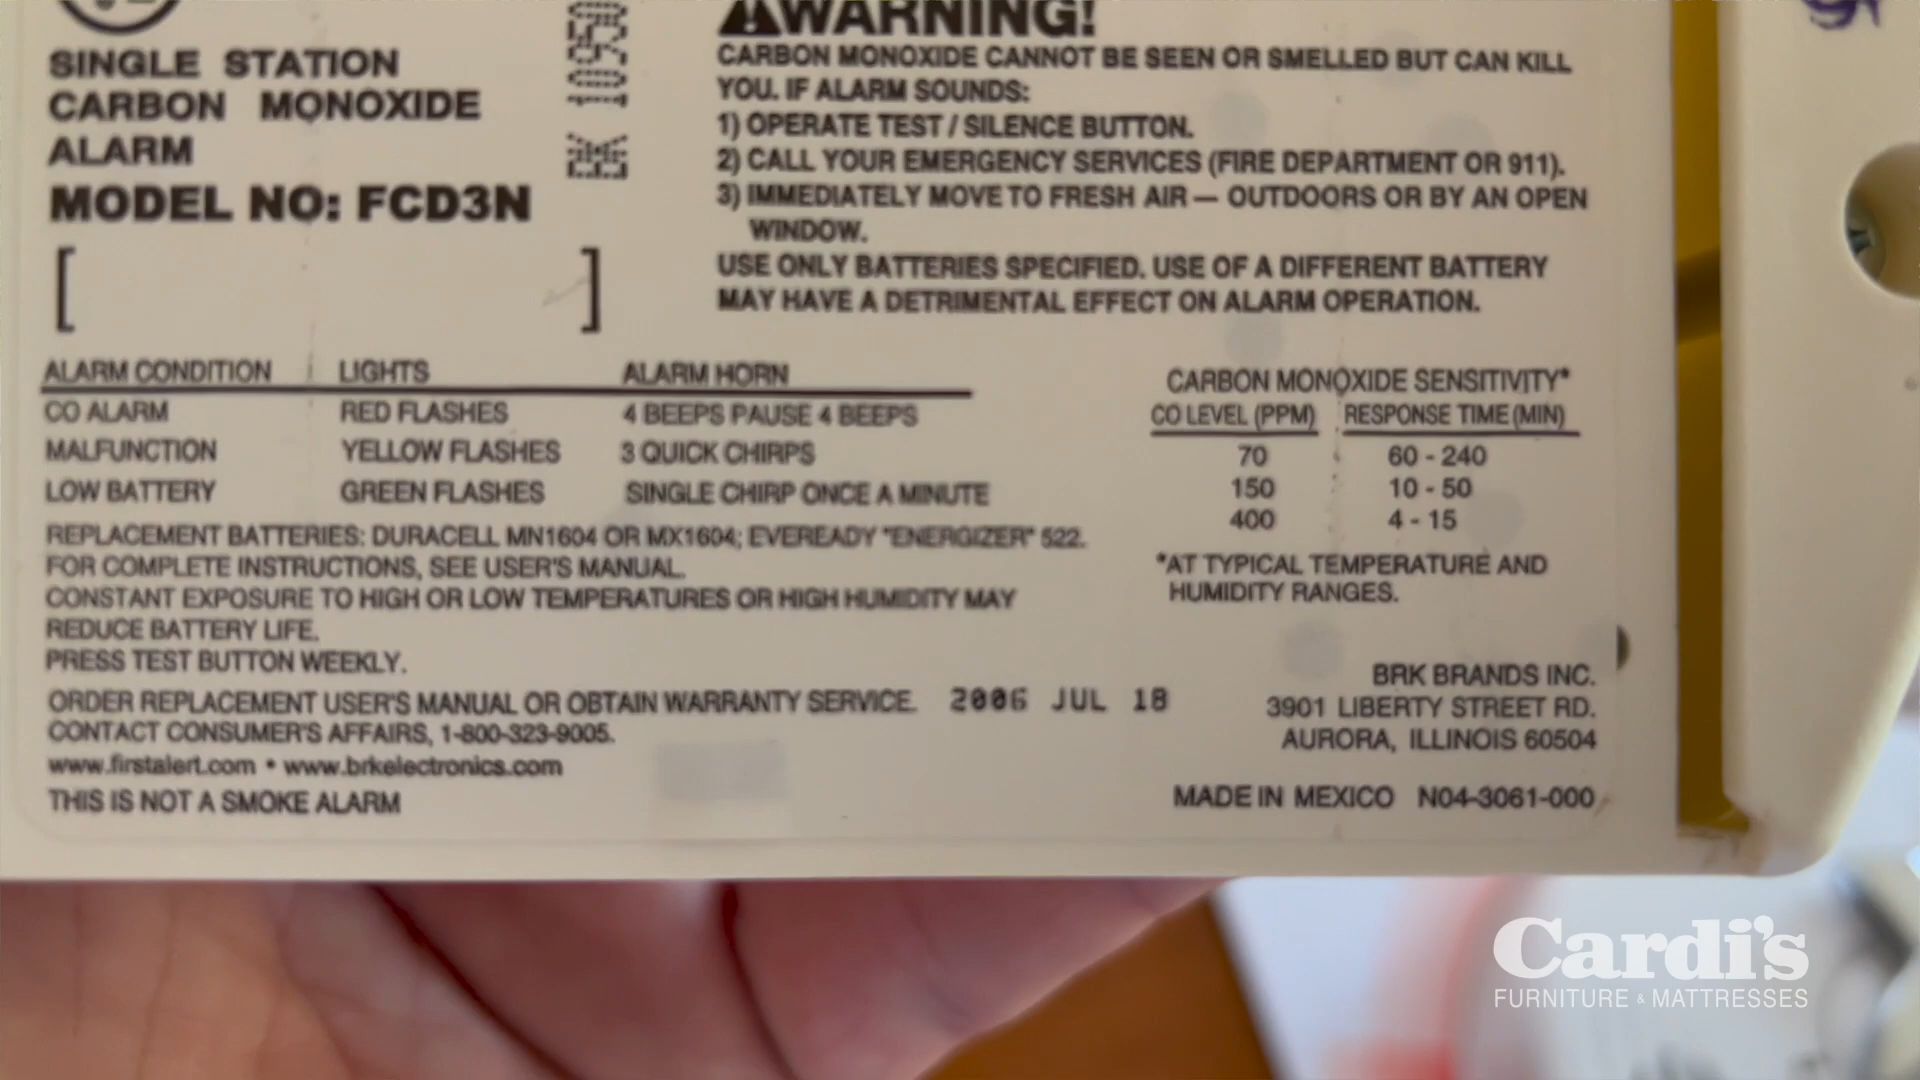 SINGLE STATION
CARBON MONOXIDE
ALARM
MODEL NO: FCD3N
[ ]
WARNING!
CARBON MONOXIDE CANNOT BE SEEN OR SMELLED BUT CAN KILL
YOU. IF ALARM SOUNDS:
1) OPERATE TEST / SILENCE BUTTON.
2) CALL YOUR EMERGENCY SERVICES (FIRE DEPARTMENT OR 911).
3) IMMEDIATELY MOVE TO FRESH AIR — OUTDOORS OR BY AN OPEN
WINDOW.
USE ONLY BATTERIES SPECIFIED. USE OF A DIFFERENT BATTERY
MAY HAVE A DETRIMENTAL EFFECT ON ALARM OPERATION.
ALARM CONDITION LIGHTS ALARM HORN
CO ALARM RED FLASHES 4 BEEPS PAUSE 4 BEEPS
MALFUNCTION YELLOW FLASHES 3 QUICK CHIRPS
LOW BATTERY GREEN FLASHES SINGLE CHIRP ONCE A MINUTE
CARBON MONOXIDE SENSITIVITY*
CO LEVEL (PPM) RESPONSE TIME (MIN)
70 60 - 240
150 10 - 50
400 4 - 15
*AT TYPICAL TEMPERATURE AND
HUMIDITY RANGES.
REPLACEMENT BATTERIES: DURACELL MN1604 OR MX1604; EVEREADY "ENERGIZER" 522.
FOR COMPLETE INSTRUCTIONS, SEE USER'S MANUAL.
CONSTANT EXPOSURE TO HIGH OR LOW TEMPERATURES OR HIGH HUMIDITY MAY
REDUCE BATTERY LIFE.
PRESS TEST BUTTON WEEKLY.
ORDER REPLACEMENT USER'S MANUAL OR OBTAIN WARRANTY SERVICE. 2006 JUL 18
CONTACT CONSUMER'S AFFAIRS, 1-800-323-9005.
www.firstalert.com • www.brkelectronics.com
THIS IS NOT A SMOKE ALARM
BRK BRANDS INC.
3901 LIBERTY STREET RD.
AURORA, ILLINOIS 60504
MADE IN MEXICO N04-3061-000
Cardi's
FURNITURE & MATTRESSES